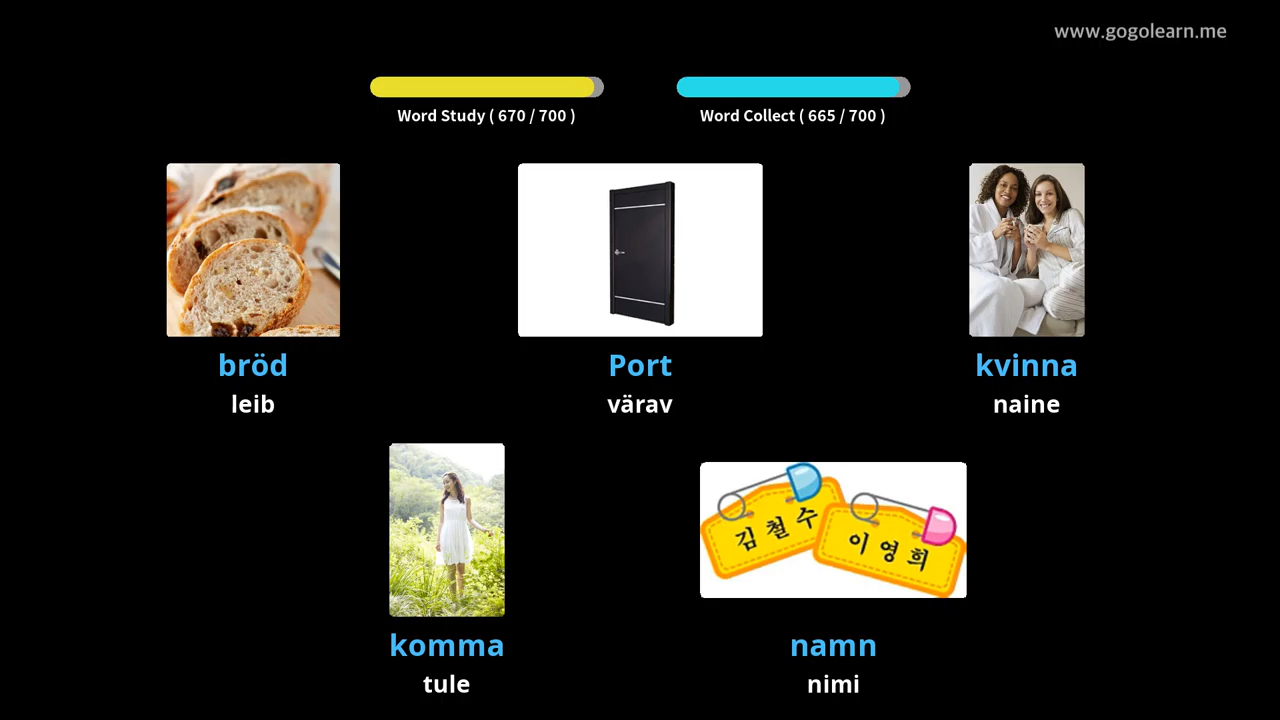 www.gogolearn.me
Word Study ( 670 / 700 )
Word Collect ( 665 / 700 )
bröd
leib
Port
värav
kvinna
naine
김철수
이영희
komma
tule
namn
nimi